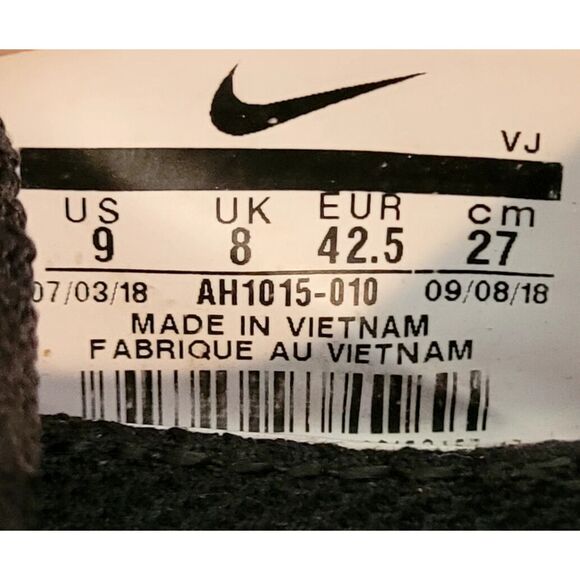 VJ
US UK EUR cm
9 8 42.5 27
07/03/18 AH1015-010 09/08/18
MADE IN VIETNAM
FABRIQUE AU VIETNAM